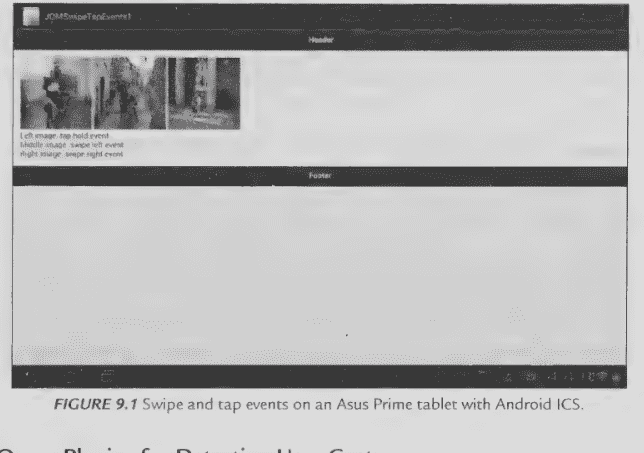 JQMSwipeTapEvents1
Header
Left image: tap hold event
Middle image: swipe left event
Right image: swipe right event
Footer
FIGURE 9.1 Swipe and tap events on an Asus Prime tablet with Android ICS.